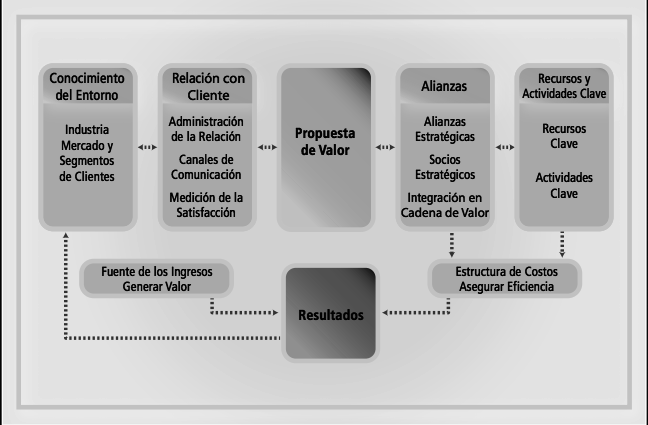 Conocimiento
del Entorno
Industria
Mercado y
Segmentos
de Clientes
Relación con
Cliente
Administración
de la Relación
Canales de
Comunicación
Medición de la
Satisfacción
Propuesta
de Valor
Alianzas
Alianzas
Estratégicas
Socios
Estratégicos
Integración en
Cadena de Valor
Recursos y
Actividades Clave
Recursos
Clave
Actividades
Clave
Fuente de los Ingresos
Generar Valor
Resultados
Estructura de Costos
Asegurar Eficiencia